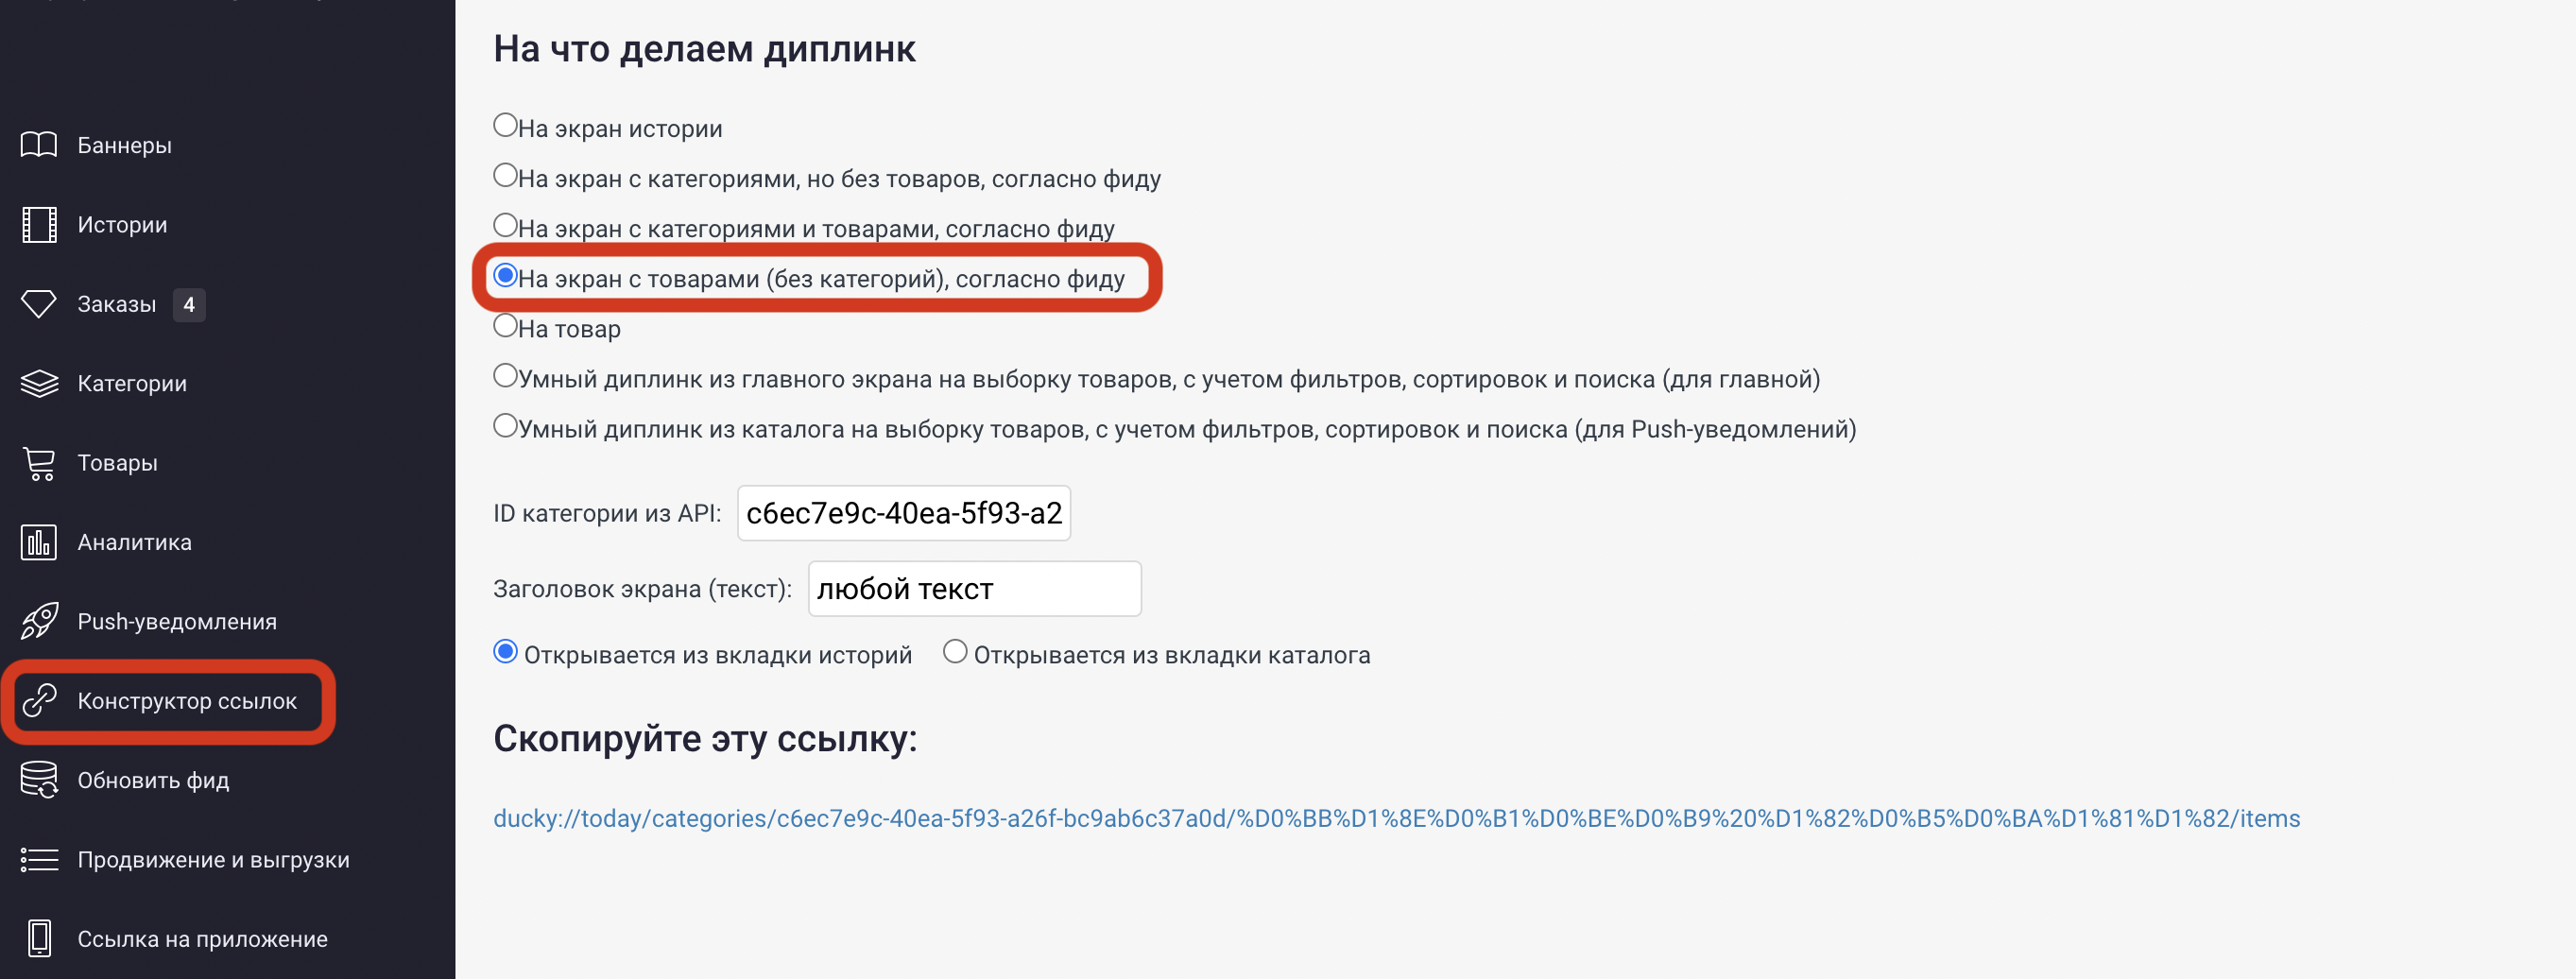 Баннеры
Истории
Заказы 4
Категории
Товары
Аналитика
Push-уведомления
Конструктор ссылок
Обновить фид
Продвижение и выгрузки
Ссылка на приложение
На что делаем диплинк
На экран истории
На экран с категориями, но без товаров, согласно фиду
На экран с категориями и товарами, согласно фиду
На экран с товарами (без категорий), согласно фиду
На товар
Умный диплинк из главного экрана на выборку товаров, с учетом фильтров, сортировок и поиска (для главной)
Умный диплинк из каталога на выборку товаров, с учетом фильтров, сортировок и поиска (для Push-уведомлений)
ID категории из API: c6ec7e9c-40ea-5f93-a2
Заголовок экрана (текст): любой текст
Открывается из вкладки историй Открывается из вкладки каталога
Скопируйте эту ссылку:
ducky://today/categories/c6ec7e9c-40ea-5f93-a26f-bc9ab6c37a0d/%D0%BB%D1%8E%D0%B1%D0%BE%D0%B9%20%D1%82%D0%B5%D0%BA%D1%81%D1%82/items